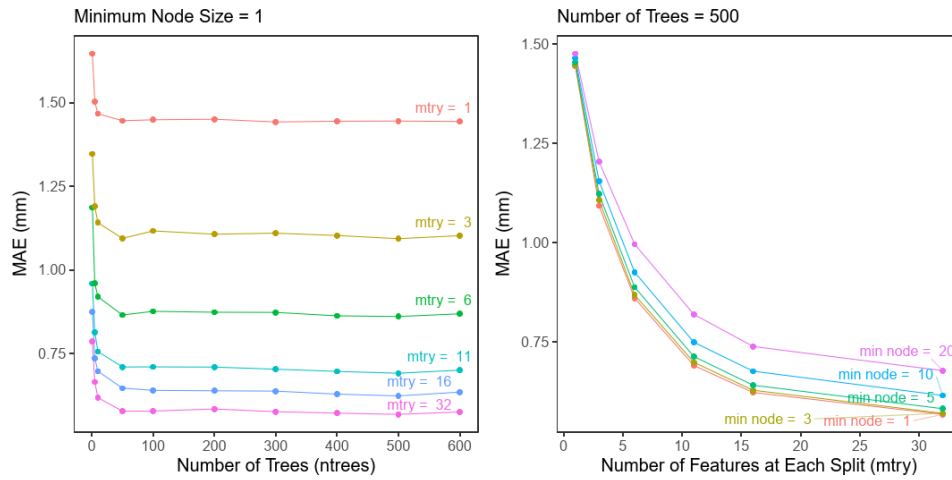 Minimum Node Size = 1
MAE (mm)
1.50
1.25
1.00
0.75
mtry = 1
mtry = 3
mtry = 6
mtry = 11
mtry = 16
mtry = 32
0 100 200 300 400 500 600
Number of Trees (ntrees)
Number of Trees = 500
MAE (mm)
1.50
1.25
1.00
0.75
min node = 20
min node = 10
min node = 5
min node = 3
min node = 1
0 5 10 15 20 25 30
Number of Features at Each Split (mtry)